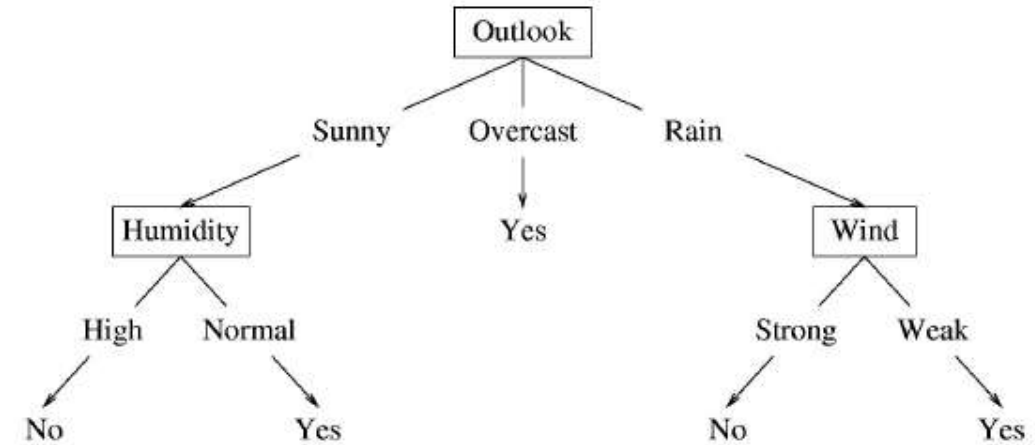 Outlook
Sunny Overcast Rain
Humidity Yes Wind
High Normal Strong Weak
No Yes No Yes